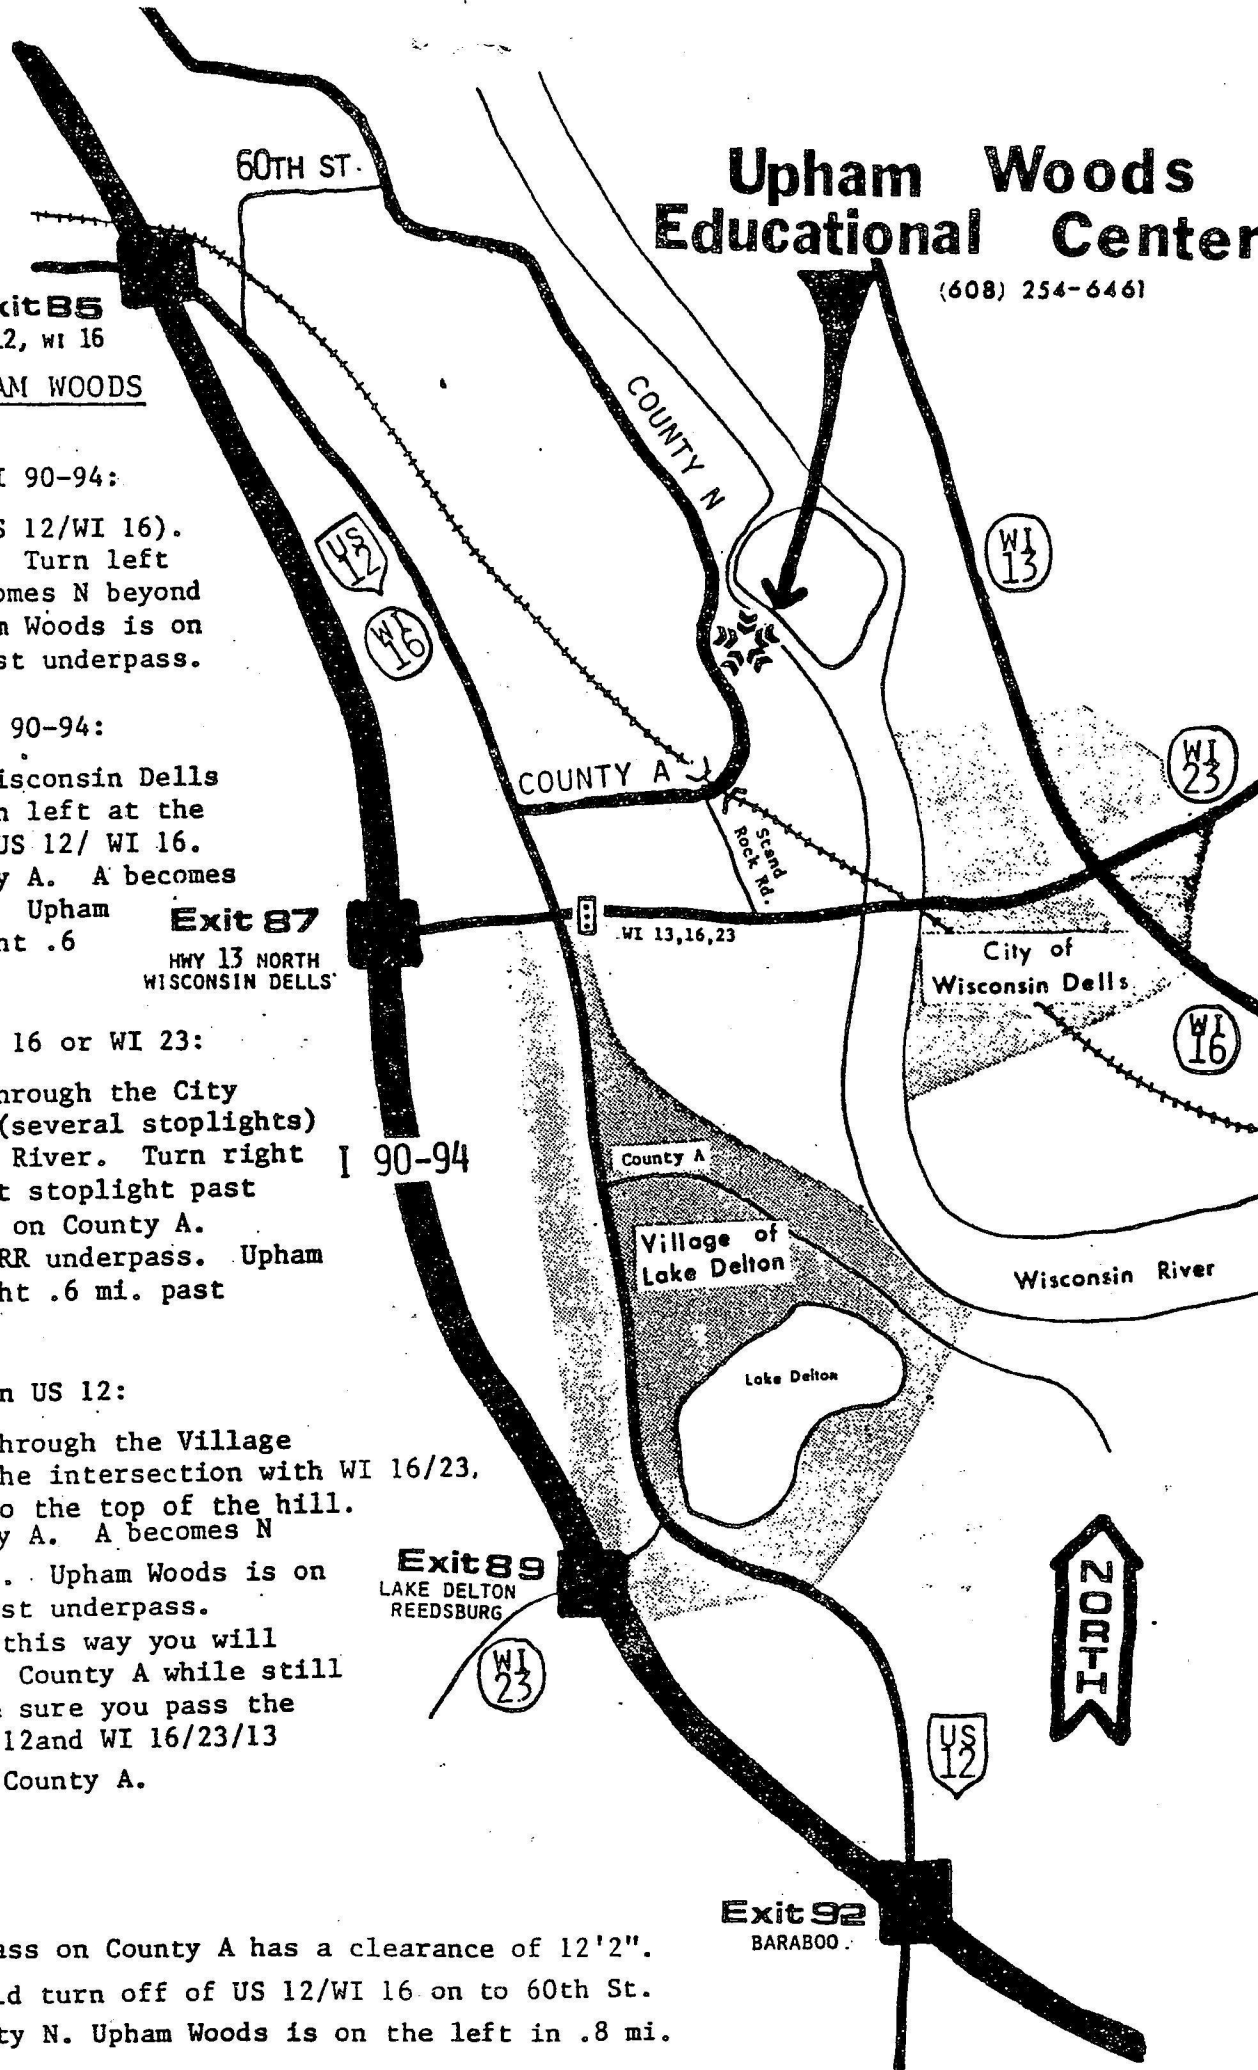 60TH ST.
Upham Woods
Educational Center
(608) 254-6461
xit 85
12, WI 16
AM WOODS
COUNTY N
I 90-94:
S 12/WI 16).
Turn left
omes N beyond
m Woods is on
st underpass.
US
12
WI
16
WI
13
90-94:
isconsin Dells
n left at the
US 12/ WI 16.
y A. A becomes
Upham
ht .6
COUNTY A
WI
23
Stand
Rock Rd.
Exit 87
HWY 13 NORTH
WISCONSIN DELLS
WI 13,16,23
City of
Wisconsin Dells
WI
16
16 or WI 23:
hrough the City
(several stoplights)
River. Turn right
t stoplight past
on County A.
RR underpass. Upham
ht .6 mi. past
I 90-94
County A
Village of
Lake Delton
Wisconsin River
Lake Delton
n US 12:
hrough the Village
he intersection with WI 16/23,
o the top of the hill.
y A. A becomes N
. Upham Woods is on
st underpass.
this way you will
County A while still
sure you pass the
12and WI 16/23/13
County A.
Exit 89
LAKE DELTON
REEDSBURG
WI
23
NORTH
US
12
Exit 92
BARABOO
ass on County A has a clearance of 12'2".
ld turn off of US 12/WI 16 on to 60th St.
ty N. Upham Woods is on the left in .8 mi.